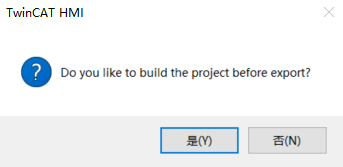 TwinCAT HMI
Do you like to build the project before export?
是(Y)
否(N)